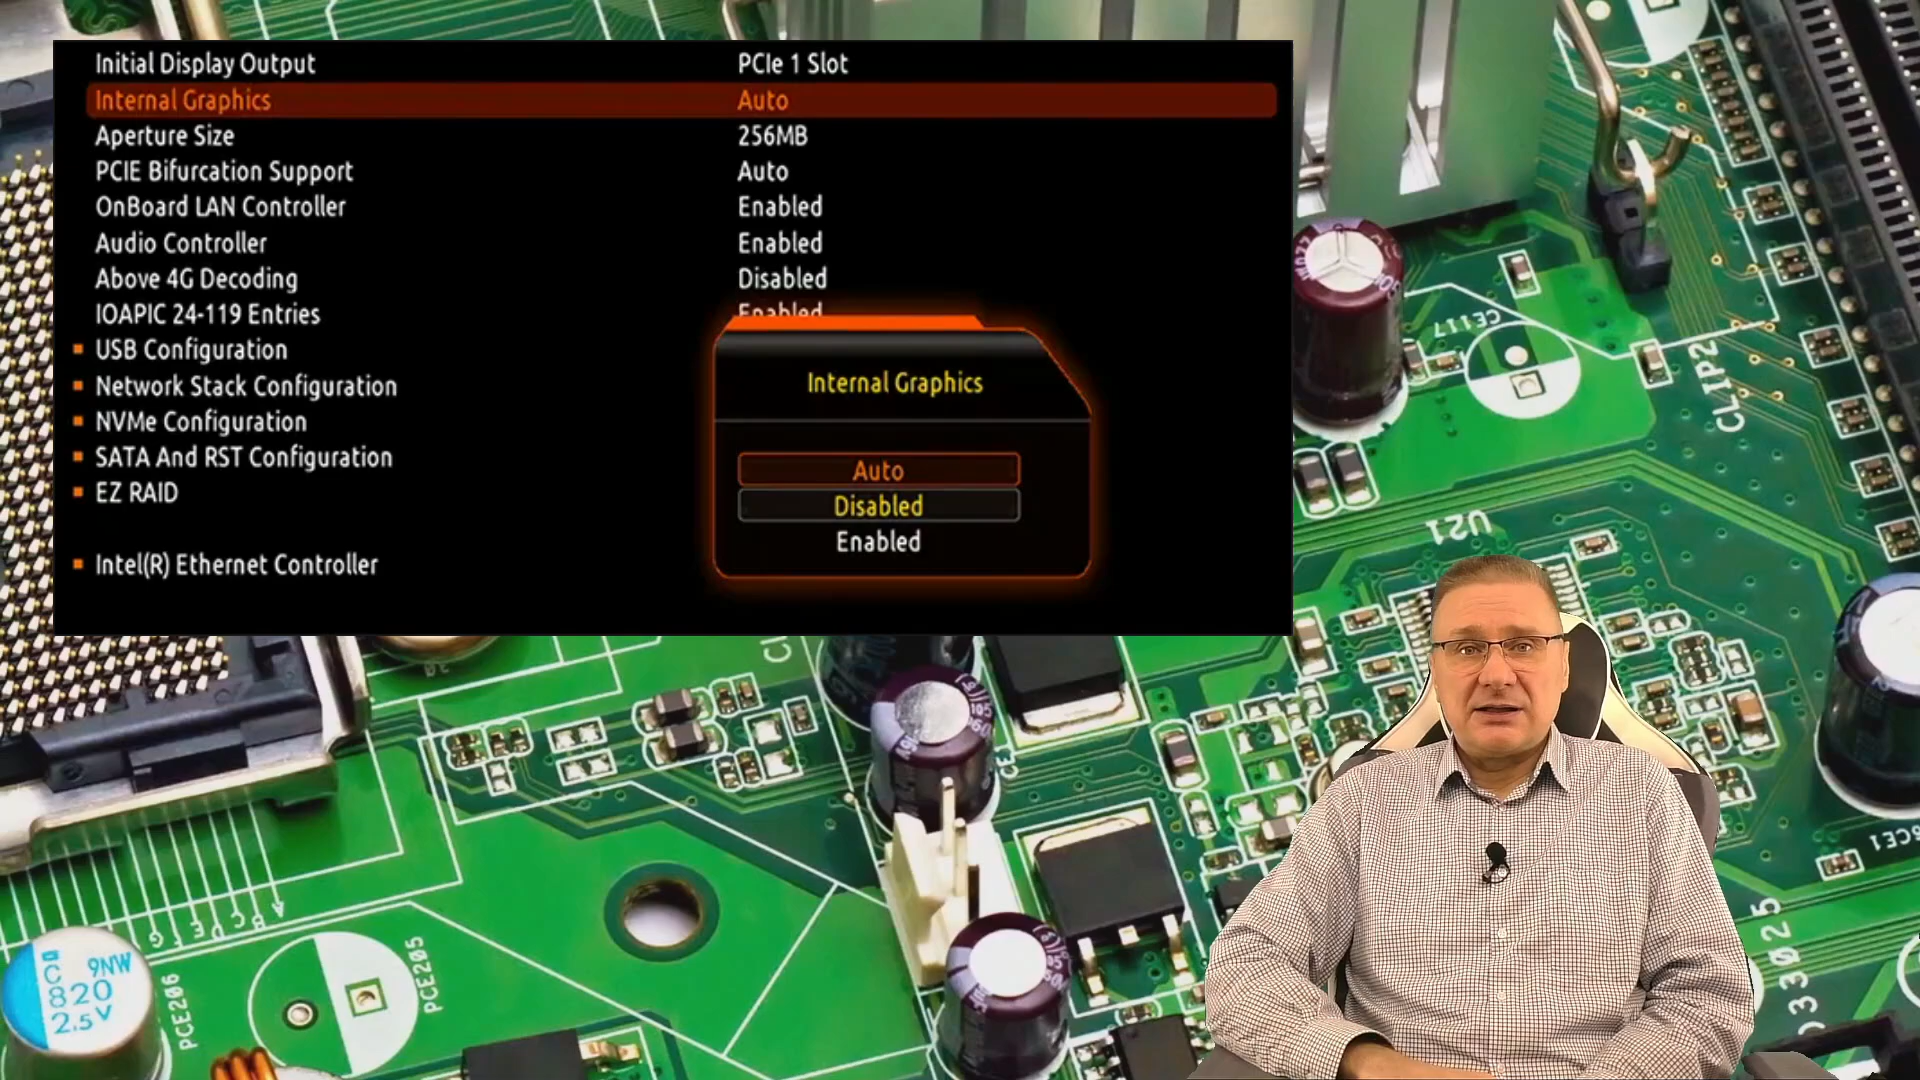 Initial Display Output PCIe 1 Slot
Internal Graphics Auto
Aperture Size 256MB
PCIE Bifurcation Support Auto
OnBoard LAN Controller Enabled
Audio Controller Enabled
Above 4G Decoding Disabled
IOAPIC 24-119 Entries Enabled
USB Configuration
Network Stack Configuration
NVMe Configuration
SATA And RST Configuration
EZ RAID
Intel(R) Ethernet Controller
Internal Graphics
Auto
Disabled
Enabled
CE117
CLIP2
U21
C 9NW
820
2.5V
PCE206
PCE205
105